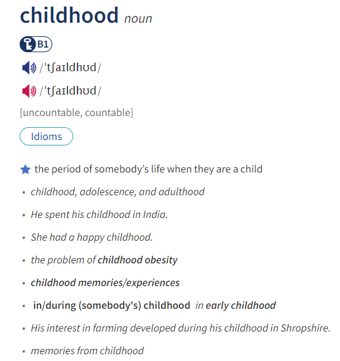 childhood noun
B1
/ˈtʃaɪldhʊd/
/ˈtʃaɪldhʊd/
[uncountable, countable]
Idioms
the period of somebody’s life when they are a child
• childhood, adolescence, and adulthood
• He spent his childhood in India.
• She had a happy childhood.
• the problem of childhood obesity
• childhood memories/experiences
• in/during (somebody’s) childhood in early childhood
• His interest in farming developed during his childhood in Shropshire.
• memories from childhood